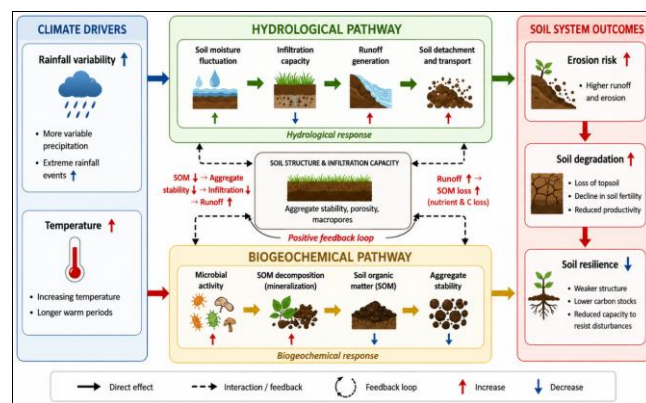 CLIMATE DRIVERS
Rainfall variability ↑
• More variable
precipitation
• Extreme rainfall
events ↑
Temperature ↑
• Increasing temperature
• Longer warm periods
HYDROLOGICAL PATHWAY
Soil moisture
fluctuation
↑
Infiltration
capacity
↓
Runoff
generation
↑
Soil detachment
and transport
↑
Hydrological response
SOM ↓ → Aggregate
stability ↓ → Infiltration ↓
→ Runoff ↑
SOIL STRUCTURE & INFILTRATION CAPACITY
Aggregate stability, porosity,
macropores
Positive feedback loop
Runoff ↑ →
SOM loss ↑
(nutrient & C loss)
BIOGEOCHEMICAL PATHWAY
Microbial
activity
↑
SOM decomposition
(mineralization)
↑
Soil organic
matter (SOM)
↓
Aggregate
stability
↓
Biogeochemical response
SOIL SYSTEM OUTCOMES
Erosion risk ↑
• Higher runoff
and erosion
Soil degradation ↑
• Loss of topsoil
• Decline in soil fertility
• Reduced productivity
Soil resilience ↓
• Weaker structure
• Lower carbon stocks
• Reduced capacity to
resist disturbances
Direct effect
Interaction / feedback
Feedback loop
↑ Increase
↓ Decrease